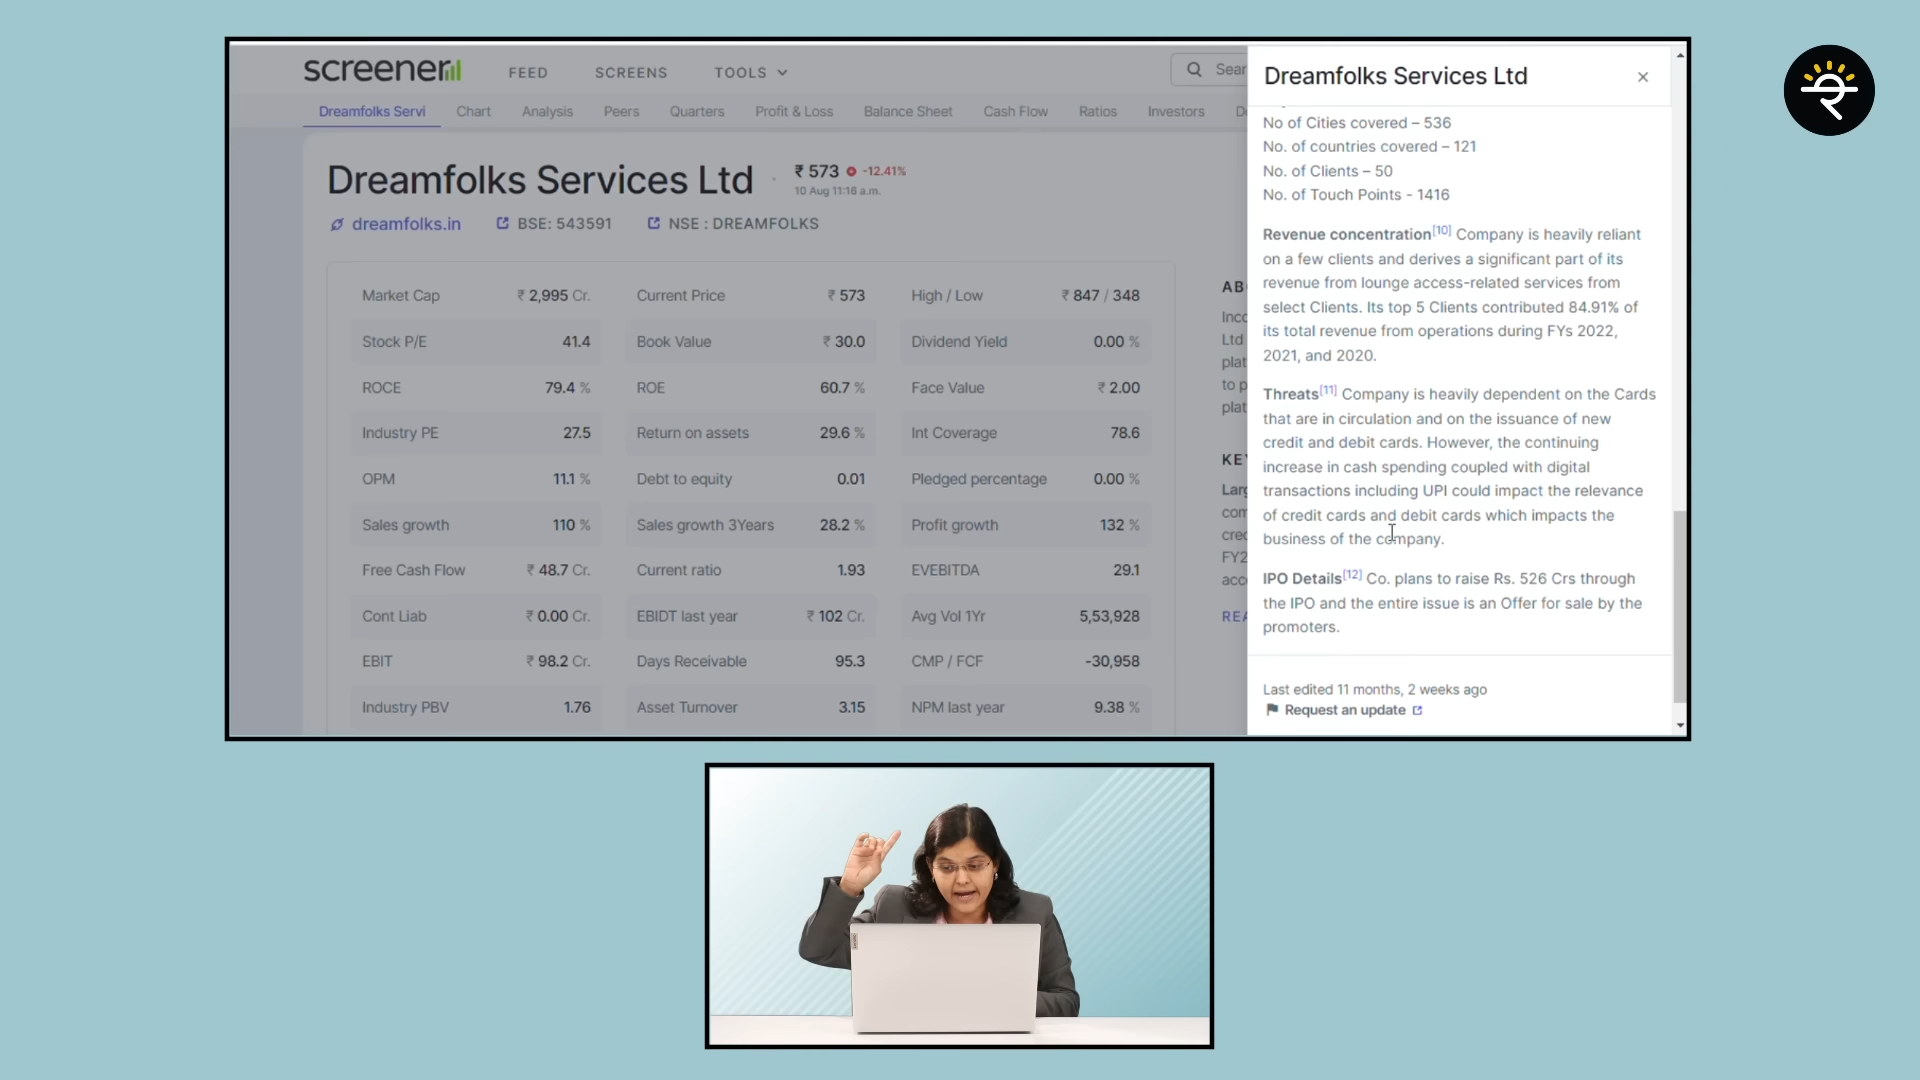 screener
FEED
SCREENS
TOOLS
Sear
Dreamfolks Servi
Chart
Analysis
Peers
Quarters
Profit & Loss
Balance Sheet
Cash Flow
Ratios
Investors
D
Dreamfolks Services Ltd
₹ 573
-12.41%
10 Aug 11:16 a.m.
dreamfolks.in
BSE: 543591
NSE : DREAMFOLKS
Market Cap ₹ 2,995 Cr. Current Price ₹ 573 High / Low ₹ 847 / 348
Stock P/E 41.4 Book Value ₹ 30.0 Dividend Yield 0.00 %
ROCE 79.4 % ROE 60.7 % Face Value ₹ 2.00
Industry PE 27.5 Return on assets 29.6 % Int Coverage 78.6
OPM 11.1 % Debt to equity 0.01 Pledged percentage 0.00 %
Sales growth 110 % Sales growth 3Years 28.2 % Profit growth 132 %
Free Cash Flow ₹ 48.7 Cr. Current ratio 1.93 EVEBITDA 29.1
Cont Liab ₹ 0.00 Cr. EBIDT last year ₹ 102 Cr. Avg Vol 1Yr 5,53,928
EBIT ₹ 98.2 Cr. Days Receivable 95.3 CMP / FCF -30,958
Industry PBV 1.76 Asset Turnover 3.15 NPM last year 9.38 %
AB
Inco
Ltd
plat
to p
plat
KEY
Larg
com
cred
FY2
acc
REA
Dreamfolks Services Ltd
No of Cities covered – 536
No. of countries covered – 121
No. of Clients – 50
No. of Touch Points - 1416
Revenue concentration[10] Company is heavily reliant
on a few clients and derives a significant part of its
revenue from lounge access-related services from
select Clients. Its top 5 Clients contributed 84.91% of
its total revenue from operations during FYs 2022,
2021, and 2020.
Threats[11] Company is heavily dependent on the Cards
that are in circulation and on the issuance of new
credit and debit cards. However, the continuing
increase in cash spending coupled with digital
transactions including UPI could impact the relevance
of credit cards and debit cards which impacts the
business of the company.
IPO Details[12] Co. plans to raise Rs. 526 Crs through
the IPO and the entire issue is an Offer for sale by the
promoters.
Last edited 11 months, 2 weeks ago
Request an update